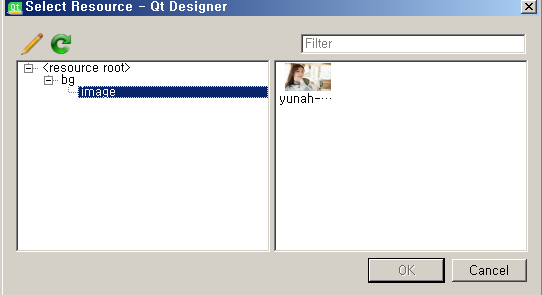 Select Resource - Qt Designer
Filter
<resource root>
bg
image
yunah-···
OK
Cancel